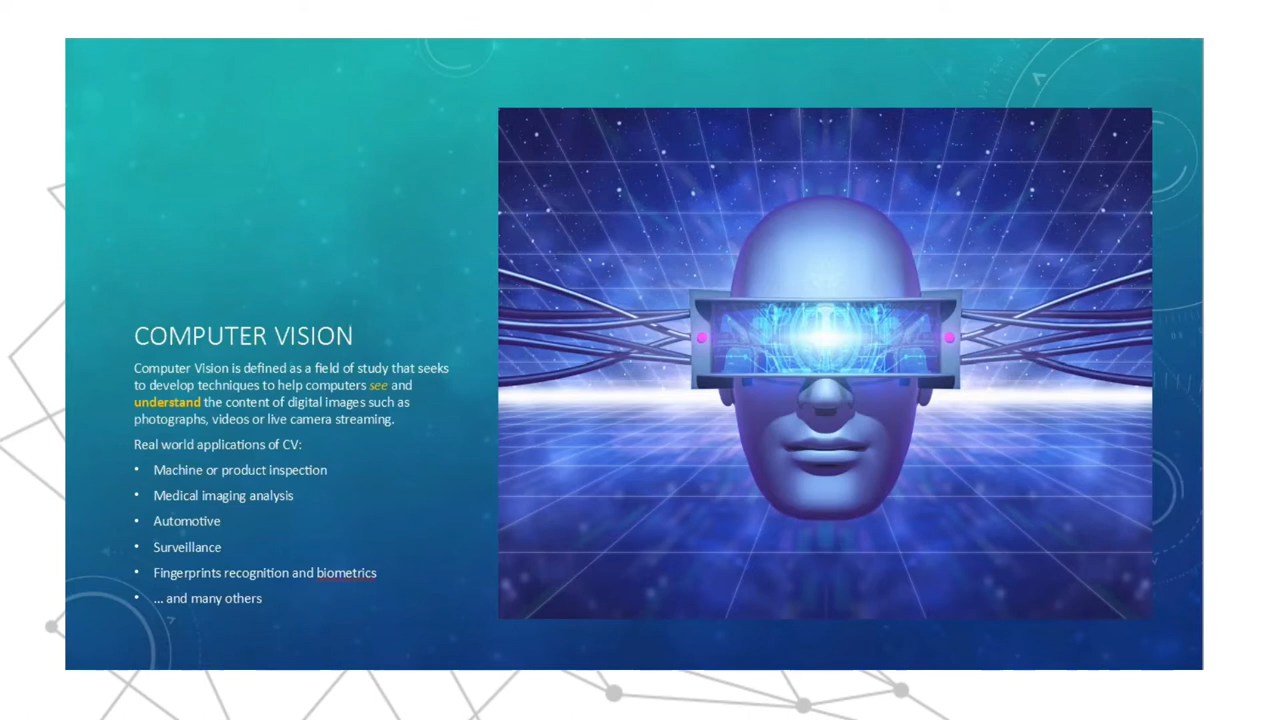 COMPUTER VISION
Computer Vision is defined as a field of study that seeks
to develop techniques to help computers see and
understand the content of digital images such as
photographs, videos or live camera streaming.
Real world applications of CV:
• Machine or product inspection
• Medical imaging analysis
• Automotive
• Surveillance
• Fingerprints recognition and biometrics
• … and many others